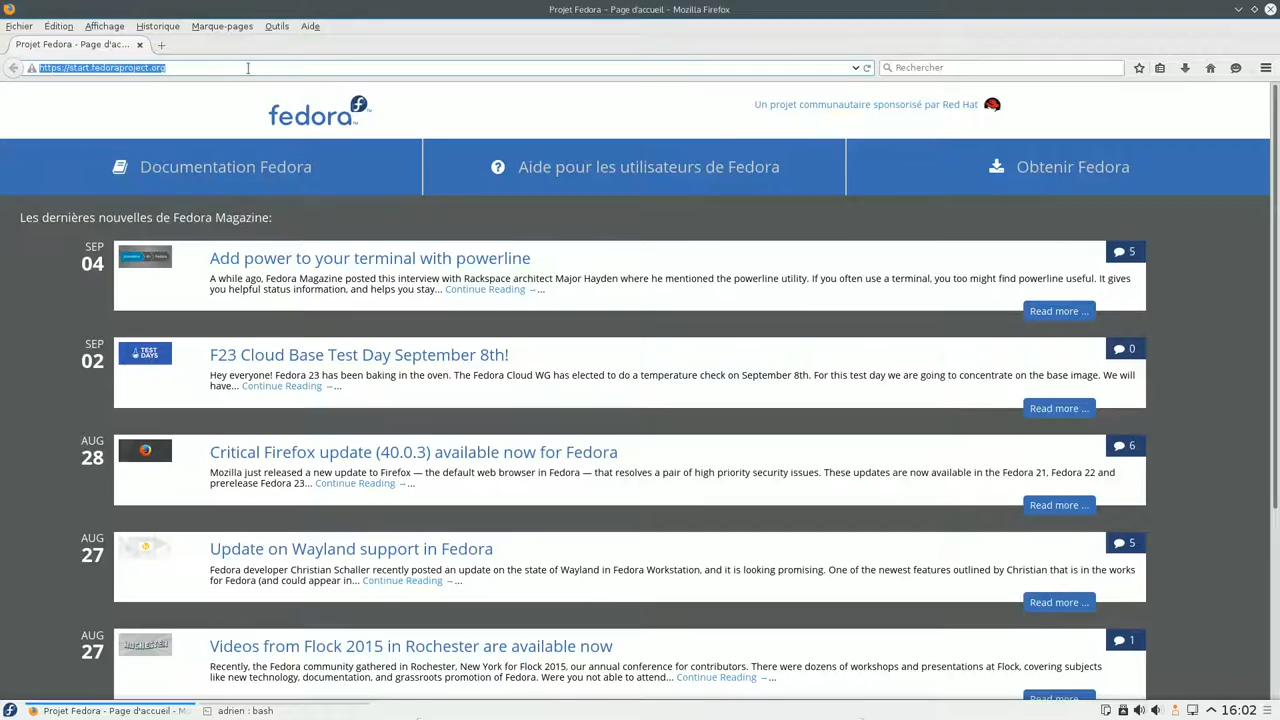 Projet Fedora - Page d'accueil - Mozilla Firefox
Fichier Édition Affichage Historique Marque-pages Outils Aide
Projet Fedora - Page d'ac...
https://start.fedoraproject.org
Rechercher
fedora
Un projet communautaire sponsorisé par Red Hat
Documentation Fedora
Aide pour les utilisateurs de Fedora
Obtenir Fedora
Les dernières nouvelles de Fedora Magazine:
SEP
04
Add power to your terminal with powerline
5
A while ago, Fedora Magazine posted this interview with Rackspace architect Major Hayden where he mentioned the powerline utility. If you often use a terminal, you too might find powerline useful. It gives
you helpful status information, and helps you stay... Continue Reading →...
Read more ...
SEP
02
TEST
DAYS
F23 Cloud Base Test Day September 8th!
0
Hey everyone! Fedora 23 has been baking in the oven. The Fedora Cloud WG has elected to do a temperature check on September 8th. For this test day we are going to concentrate on the base image. We will
have... Continue Reading →...
Read more ...
AUG
28
Critical Firefox update (40.0.3) available now for Fedora
6
Mozilla just released a new update to Firefox — the default web browser in Fedora — that resolves a pair of high priority security issues. These updates are now available in the Fedora 21, Fedora 22 and
prerelease Fedora 23... Continue Reading →...
Read more ...
AUG
27
Update on Wayland support in Fedora
5
Fedora developer Christian Schaller recently posted an update on the state of Wayland in Fedora Workstation, and it is looking promising. One of the newest features outlined by Christian that is in the works
for Fedora (and could appear in... Continue Reading →...
Read more ...
AUG
27
ROCHESTER
Videos from Flock 2015 in Rochester are available now
1
Recently, the Fedora community gathered in Rochester, New York for Flock 2015, our annual conference for contributors. There were dozens of workshops and presentations at Flock, covering subjects
like new technology, documentation, and grassroots promotion of Fedora. Were you not able to attend... Continue Reading →...
Read more ...
Projet Fedora - Page d'accueil - M
adrien : bash
16:02